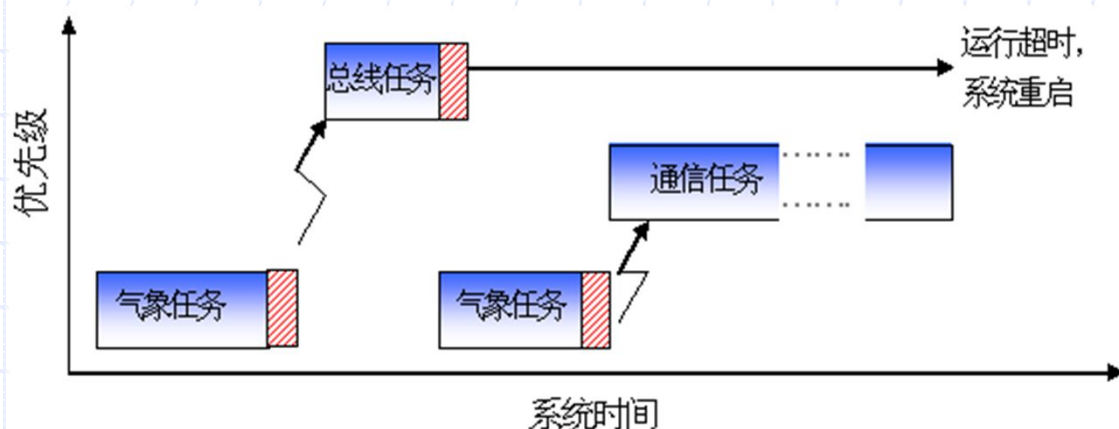 运行超时，
系统重启
总线任务
优先级
通信任务
气象任务
气象任务
系统时间